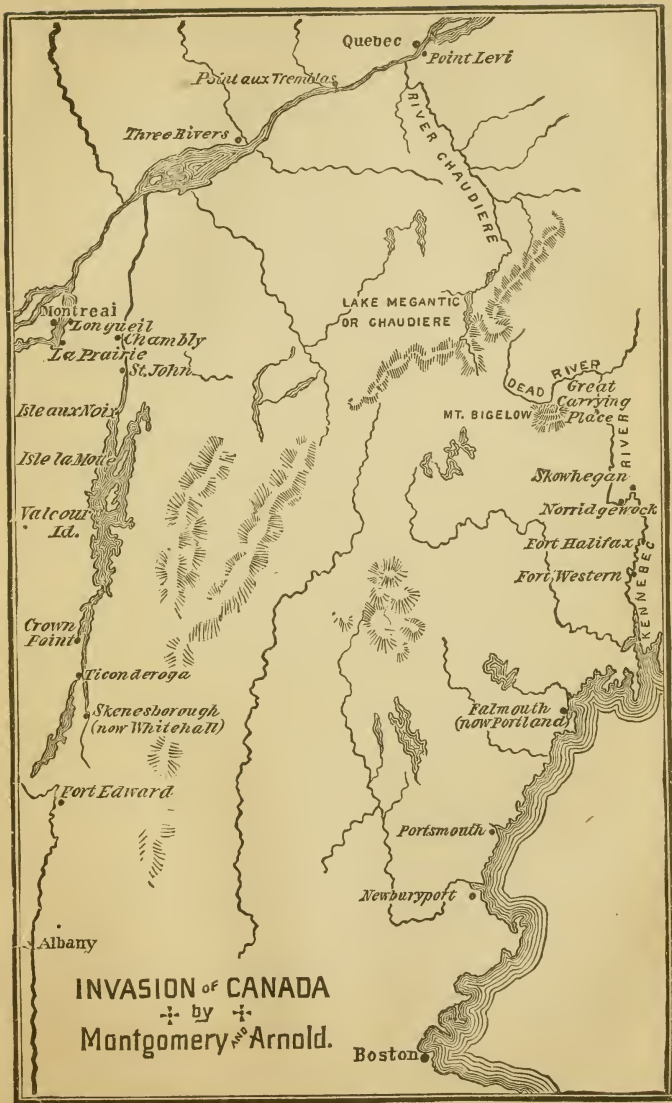 Quebec
Point Levi
Point aux Trembles
RIVER CHAUDIERE
Three Rivers
LAKE MEGANTIC
OR CHAUDIERE
Montreal
Longueil
Chambly
La Prairie
St. John
DEAD RIVER
Great
Carrying
Place
MT. BIGELOW
Isle aux Noix
Isle la Motte
Skowhegan
Norridgewock
Valcour
Id.
Fort Halifax
Fort Western
KENNEBEC RIVER
Crown
Point
Ticonderoga
Skenesborough
(now Whitehall)
Falmouth
(now Portland)
Fort Edward
Portsmouth
Newburyport
Albany
INVASION OF CANADA
by
Montgomery AND Arnold.
Boston